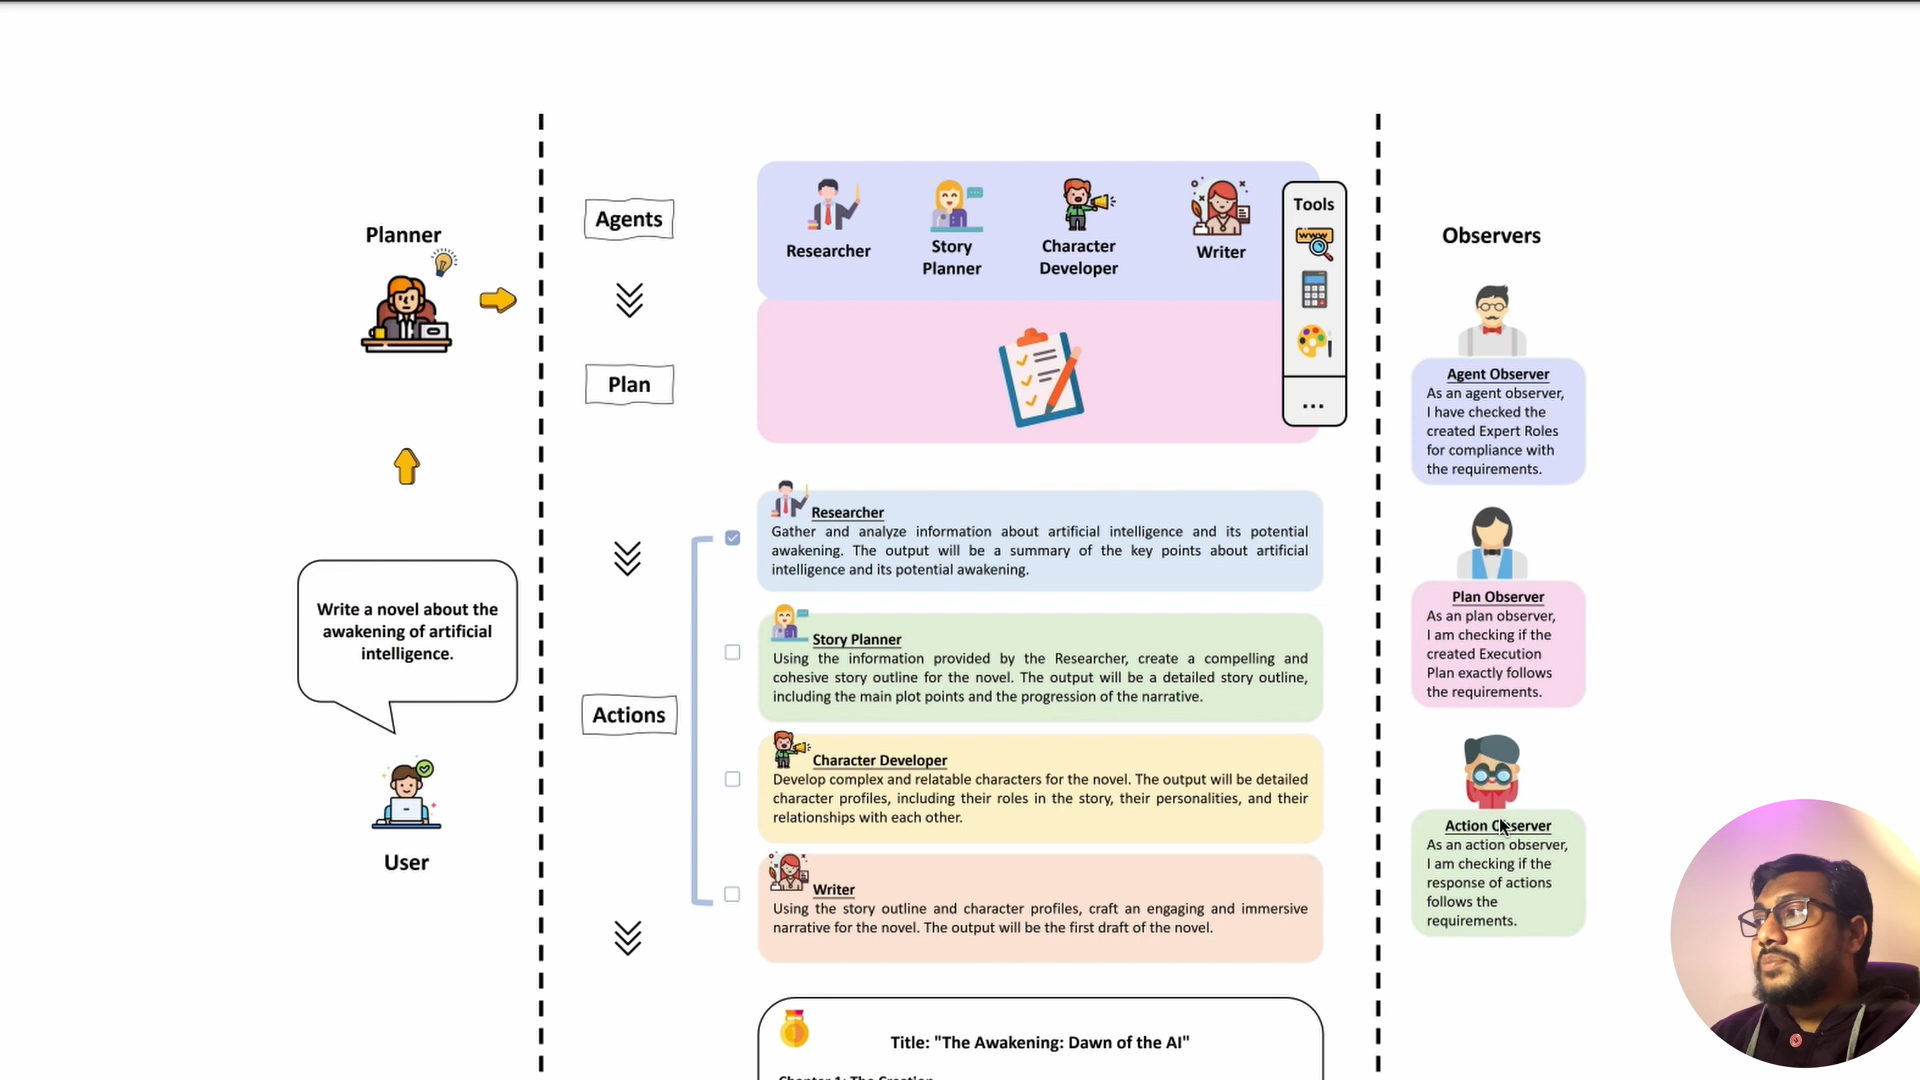 Planner
Write a novel about the
awakening of artificial
intelligence.
User
Agents
Plan
Actions
Researcher
Story
Planner
Character
Developer
Writer
Tools
www
...
Researcher
Gather and analyze information about artificial intelligence and its potential
awakening. The output will be a summary of the key points about artificial
intelligence and its potential awakening.
Story Planner
Using the information provided by the Researcher, create a compelling and
cohesive story outline for the novel. The output will be a detailed story outline,
including the main plot points and the progression of the narrative.
Character Developer
Develop complex and relatable characters for the novel. The output will be detailed
character profiles, including their roles in the story, their personalities, and their
relationships with each other.
Writer
Using the story outline and character profiles, craft an engaging and immersive
narrative for the novel. The output will be the first draft of the novel.
Title: "The Awakening: Dawn of the AI"
Chapter 1: The Creation
Observers
Agent Observer
As an agent observer,
I have checked the
created Expert Roles
for compliance with
the requirements.
Plan Observer
As an plan observer,
I am checking if the
created Execution
Plan exactly follows
the requirements.
Action Observer
As an action observer,
I am checking if the
response of actions
follows the
requirements.